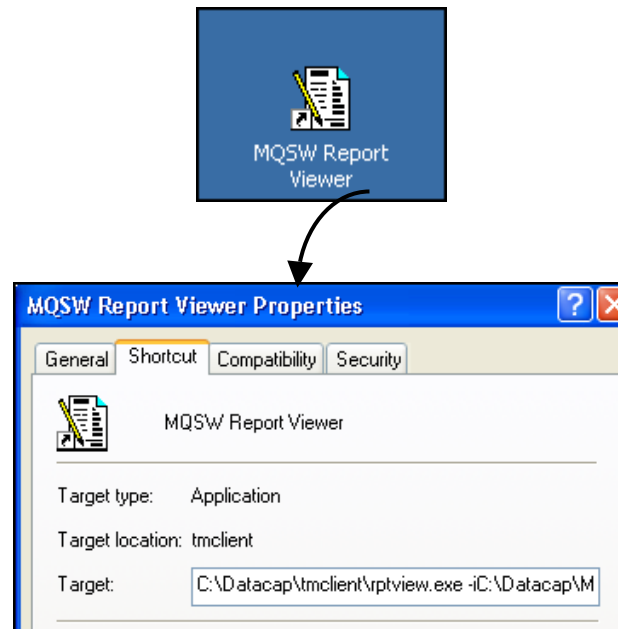 MQSW Report
Viewer
MQSW Report Viewer Properties
General Shortcut Compatibility Security
MQSW Report Viewer
Target type: Application
Target location: tmclient
Target: C:\Datacap\tmclient\rptview.exe -iC:\Datacap\M